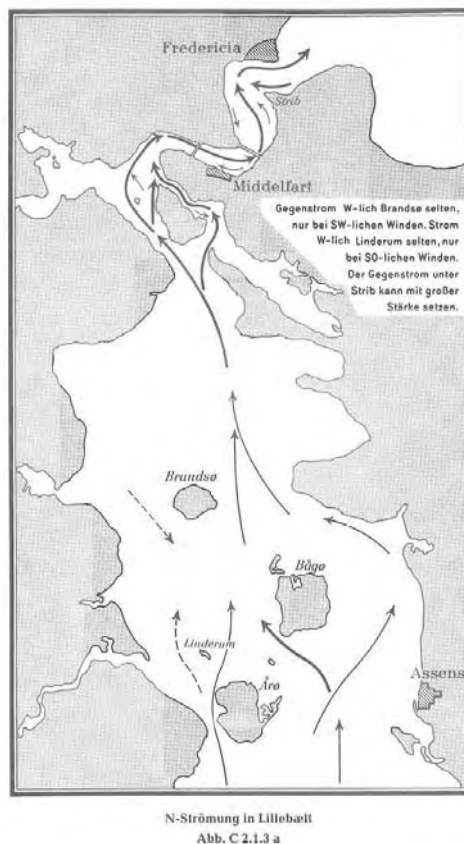 Fredericia
Strib
Middelfart
Gegenstrom W-lich Brandsø selten,
nur bei SW-lichen Winden. Strom
W-lich Linderum selten, nur
bei SO-lichen Winden.
Der Gegenstrom unter
Strib kann mit großer
Stärke setzen.
Brandsø
Bågø
Linderum
Årø
Assens
N-Strömung in Lillebælt
Abb. C 2.1.3 a